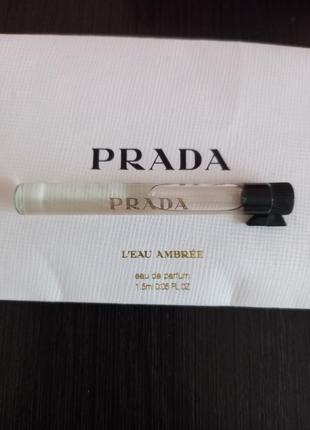 PRADA
PRADA
L'EAU AMBRÉE
eau de parfum
1.5ml 0.05 FL.OZ